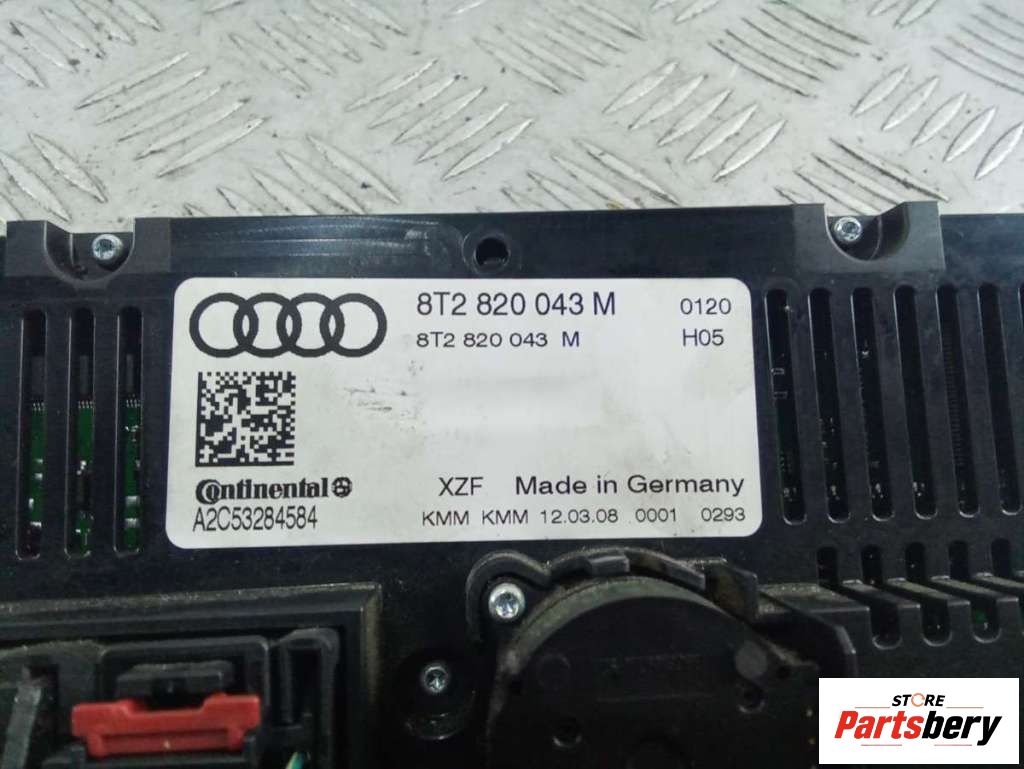 8T2 820 043 M 0120
8T2 820 043 M H05
Continental
XZF Made in Germany
A2C53284584
KMM KMM 12.03.08 0001 0293
STORE
Partsbery